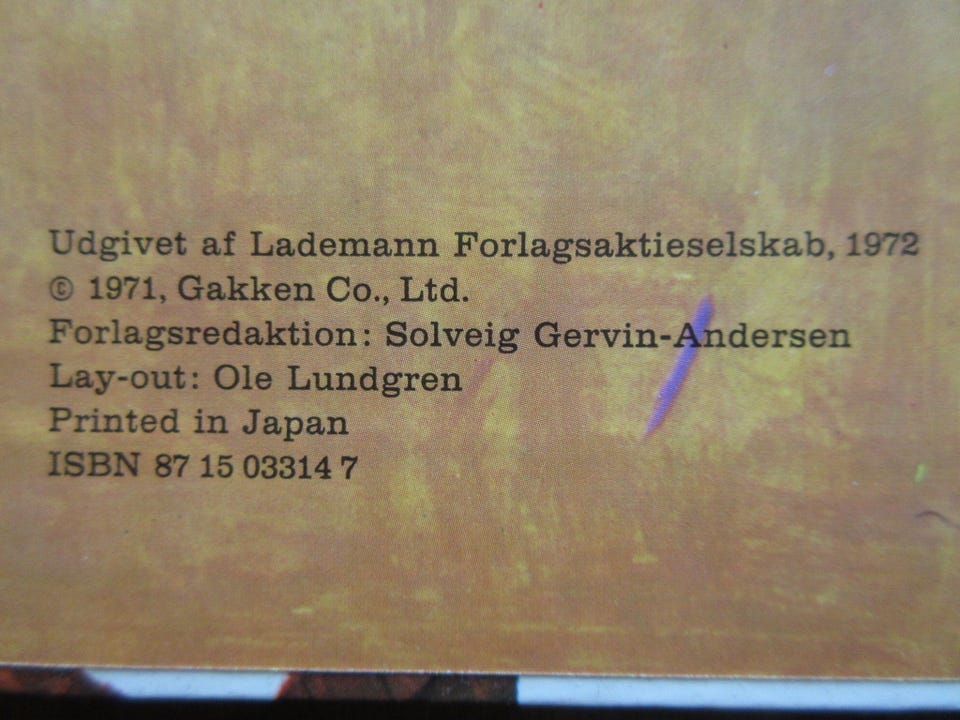 Udgivet af Lademann Forlagsaktieselskab, 1972
© 1971, Gakken Co., Ltd.
Forlagsredaktion: Solveig Gervin-Andersen
Lay-out: Ole Lundgren
Printed in Japan
ISBN 87 15 03314 7